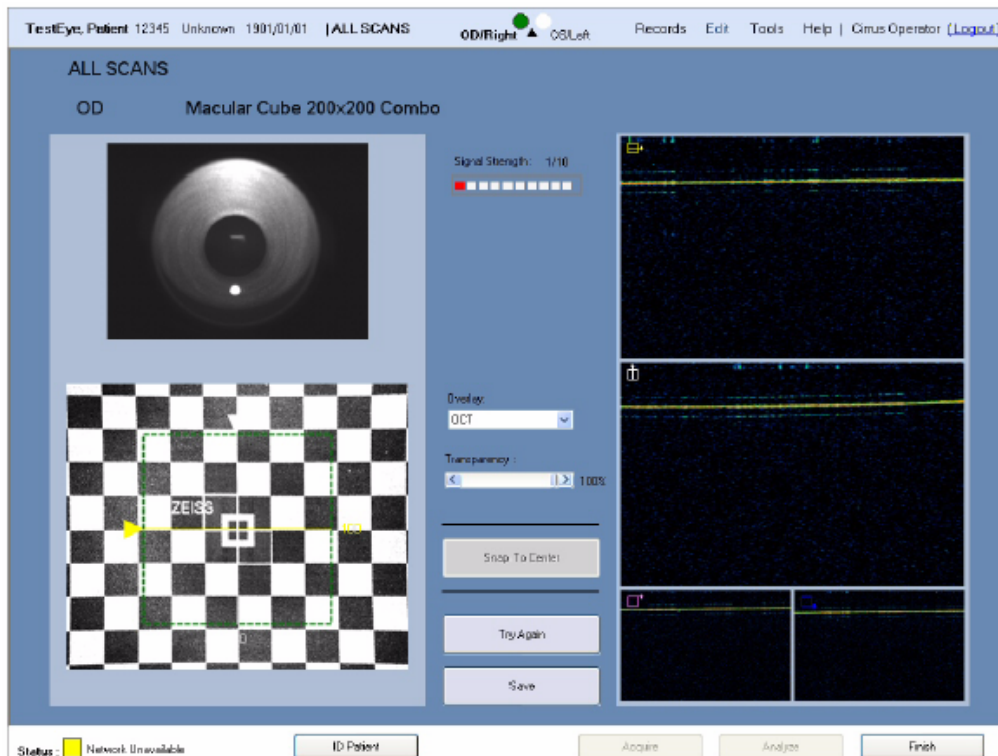 TestEye, Patient 12345 Unknown 1901/01/01 |ALL SCANS OD/Right OS/Left Records Edit Tools Help | Cirrus Operator (Logout)
ALL SCANS
OD Macular Cube 200x200 Combo
Signal Strength: 1/10
Overlay:
OCT
Transparency :
100%
ZEISS
Snap To Center
Try Again
Save
Status : Network Unavailable ID Patient Acquire Analyze Finish